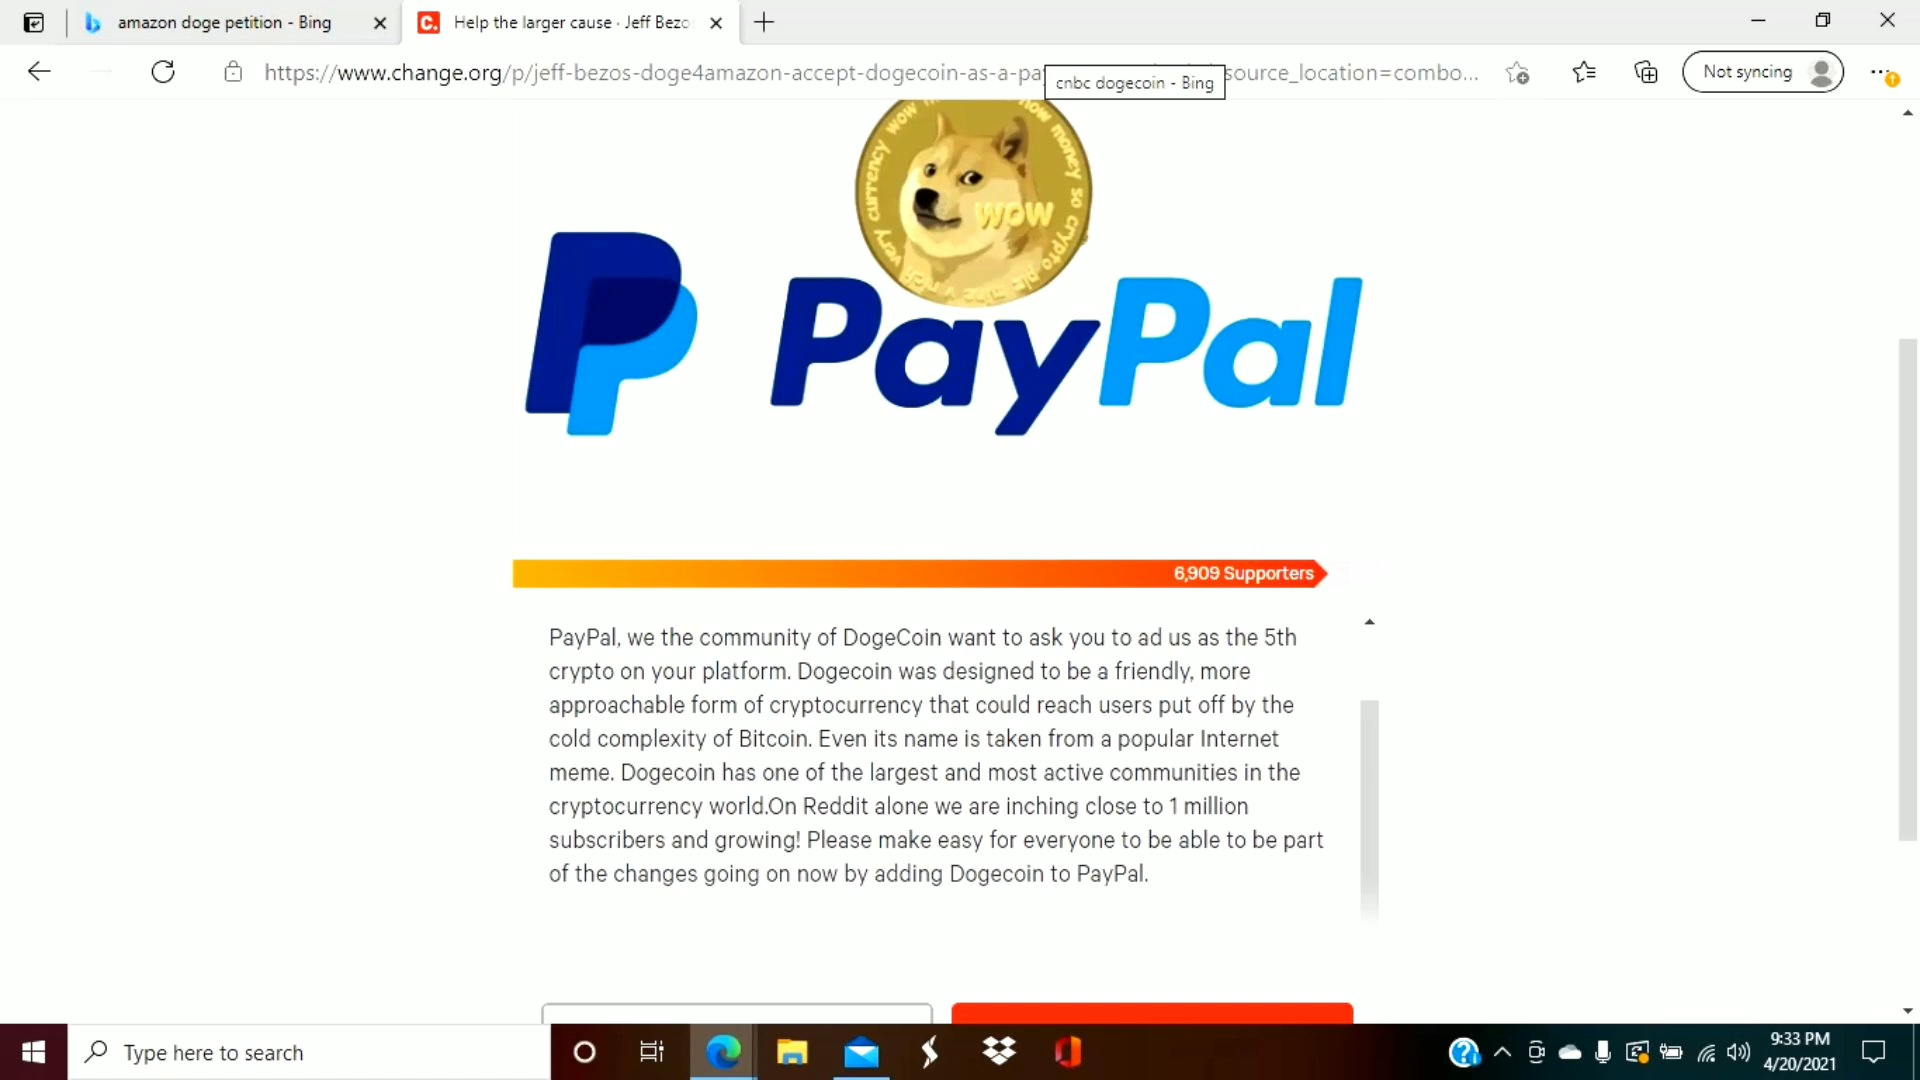 amazon doge petition - Bing
Help the larger cause · Jeff Bezo
https://www.change.org/p/jeff-bezos-doge4amazon-accept-dogecoin-as-a-pa
source_location=combo...
Not syncing
cnbc dogecoin - Bing
wow
PayPal
6,909 Supporters
PayPal, we the community of DogeCoin want to ask you to ad us as the 5th
crypto on your platform. Dogecoin was designed to be a friendly, more
approachable form of cryptocurrency that could reach users put off by the
cold complexity of Bitcoin. Even its name is taken from a popular Internet
meme. Dogecoin has one of the largest and most active communities in the
cryptocurrency world.On Reddit alone we are inching close to 1 million
subscribers and growing! Please make easy for everyone to be able to be part
of the changes going on now by adding Dogecoin to PayPal.
Type here to search
9:33 PM
4/20/2021